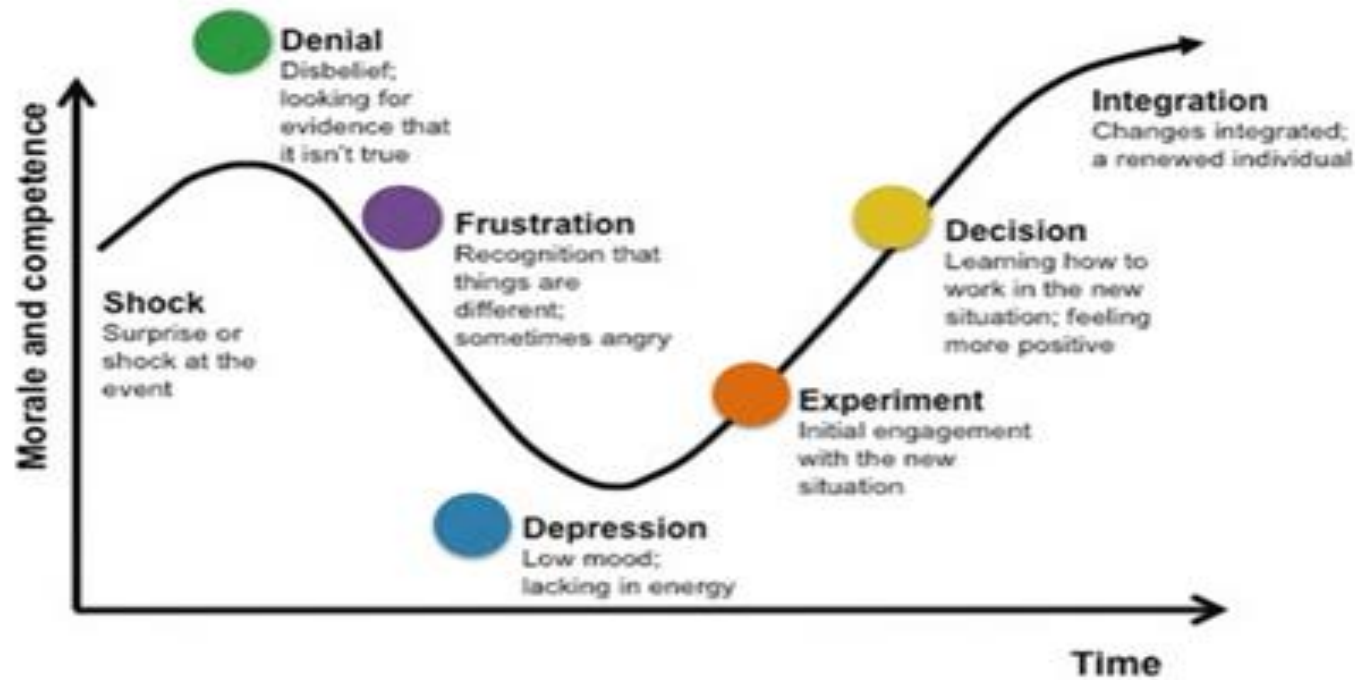 Denial
Disbelief;
looking for
evidence that
it isn't true
Morale and competence
Shock
Surprise or
shock at the
event
Frustration
Recognition that
things are
different;
sometimes angry
Depression
Low mood;
lacking in energy
Experiment
Initial engagement
with the new
situation
Decision
Learning how to
work in the new
situation; feeling
more positive
Integration
Changes integrated;
a renewed individual
Time